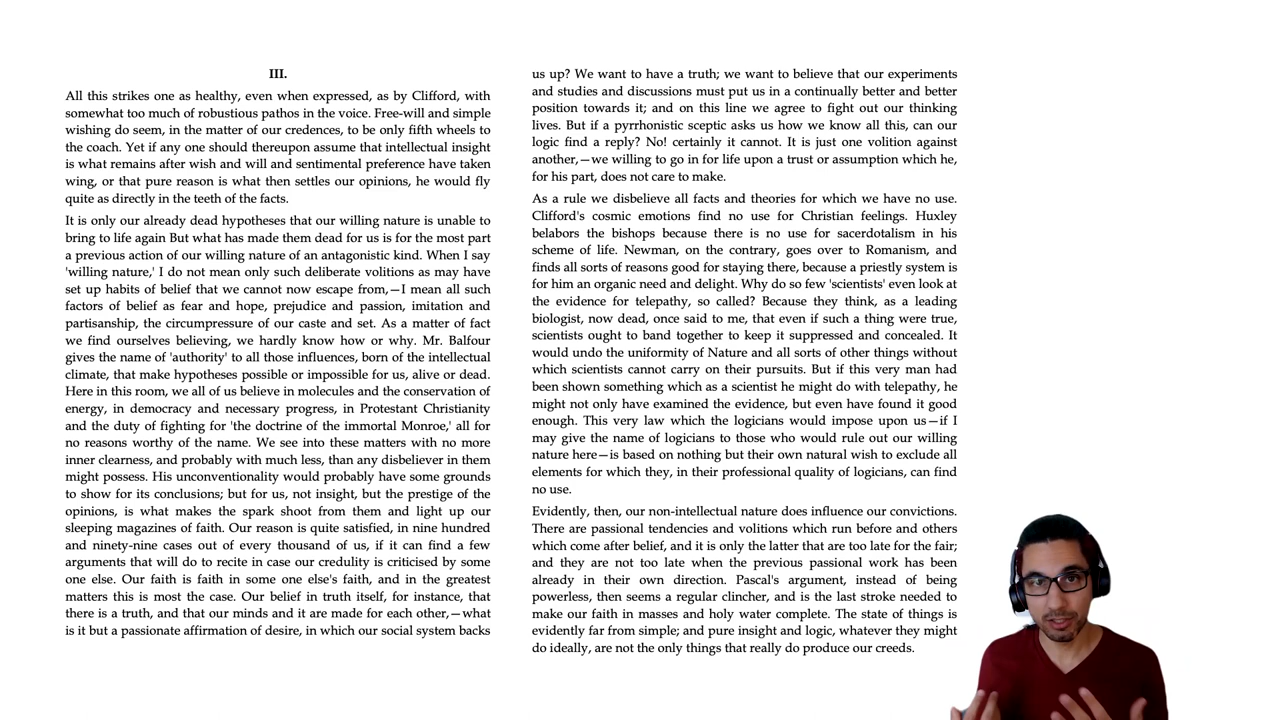 III.
All this strikes one as healthy, even when expressed, as by Clifford, with
somewhat too much of robustious pathos in the voice. Free-will and simple
wishing do seem, in the matter of our credences, to be only fifth wheels to
the coach. Yet if any one should thereupon assume that intellectual insight
is what remains after wish and will and sentimental preference have taken
wing, or that pure reason is what then settles our opinions, he would fly
quite as directly in the teeth of the facts.
It is only our already dead hypotheses that our willing nature is unable to
bring to life again But what has made them dead for us is for the most part
a previous action of our willing nature of an antagonistic kind. When I say
'willing nature,' I do not mean only such deliberate volitions as may have
set up habits of belief that we cannot now escape from,—I mean all such
factors of belief as fear and hope, prejudice and passion, imitation and
partisanship, the circumpressure of our caste and set. As a matter of fact
we find ourselves believing, we hardly know how or why. Mr. Balfour
gives the name of 'authority' to all those influences, born of the intellectual
climate, that make hypotheses possible or impossible for us, alive or dead.
Here in this room, we all of us believe in molecules and the conservation of
energy, in democracy and necessary progress, in Protestant Christianity
and the duty of fighting for 'the doctrine of the immortal Monroe,' all for
no reasons worthy of the name. We see into these matters with no more
inner clearness, and probably with much less, than any disbeliever in them
might possess. His unconventionality would probably have some grounds
to show for its conclusions; but for us, not insight, but the prestige of the
opinions, is what makes the spark shoot from them and light up our
sleeping magazines of faith. Our reason is quite satisfied, in nine hundred
and ninety-nine cases out of every thousand of us, if it can find a few
arguments that will do to recite in case our credulity is criticised by some
one else. Our faith is faith in some one else's faith, and in the greatest
matters this is most the case. Our belief in truth itself, for instance, that
there is a truth, and that our minds and it are made for each other,—what
is it but a passionate affirmation of desire, in which our social system backs
us up? We want to have a truth; we want to believe that our experiments
and studies and discussions must put us in a continually better and better
position towards it; and on this line we agree to fight out our thinking
lives. But if a pyrrhonistic sceptic asks us how we know all this, can our
logic find a reply? No! certainly it cannot. It is just one volition against
another,—we willing to go in for life upon a trust or assumption which he,
for his part, does not care to make.
As a rule we disbelieve all facts and theories for which we have no use.
Clifford's cosmic emotions find no use for Christian feelings. Huxley
belabors the bishops because there is no use for sacerdotalism in his
scheme of life. Newman, on the contrary, goes over to Romanism, and
finds all sorts of reasons good for staying there, because a priestly system is
for him an organic need and delight. Why do so few 'scientists' even look at
the evidence for telepathy, so called? Because they think, as a leading
biologist, now dead, once said to me, that even if such a thing were true,
scientists ought to band together to keep it suppressed and concealed. It
would undo the uniformity of Nature and all sorts of other things without
which scientists cannot carry on their pursuits. But if this very man had
been shown something which as a scientist he might do with telepathy, he
might not only have examined the evidence, but even have found it good
enough. This very law which the logicians would impose upon us—if I
may give the name of logicians to those who would rule out our willing
nature here—is based on nothing but their own natural wish to exclude all
elements for which they, in their professional quality of logicians, can find
no use.
Evidently, then, our non-intellectual nature does influence our convictions.
There are passional tendencies and volitions which run before and others
which come after belief, and it is only the latter that are too late for the fair;
and they are not too late when the previous passional work has been
already in their own direction. Pascal's argument, instead of being
powerless, then seems a regular clincher, and is the last stroke needed to
make our faith in masses and holy water complete. The state of things is
evidently far from simple; and pure insight and logic, whatever they might
do ideally, are not the only things that really do produce our creeds.